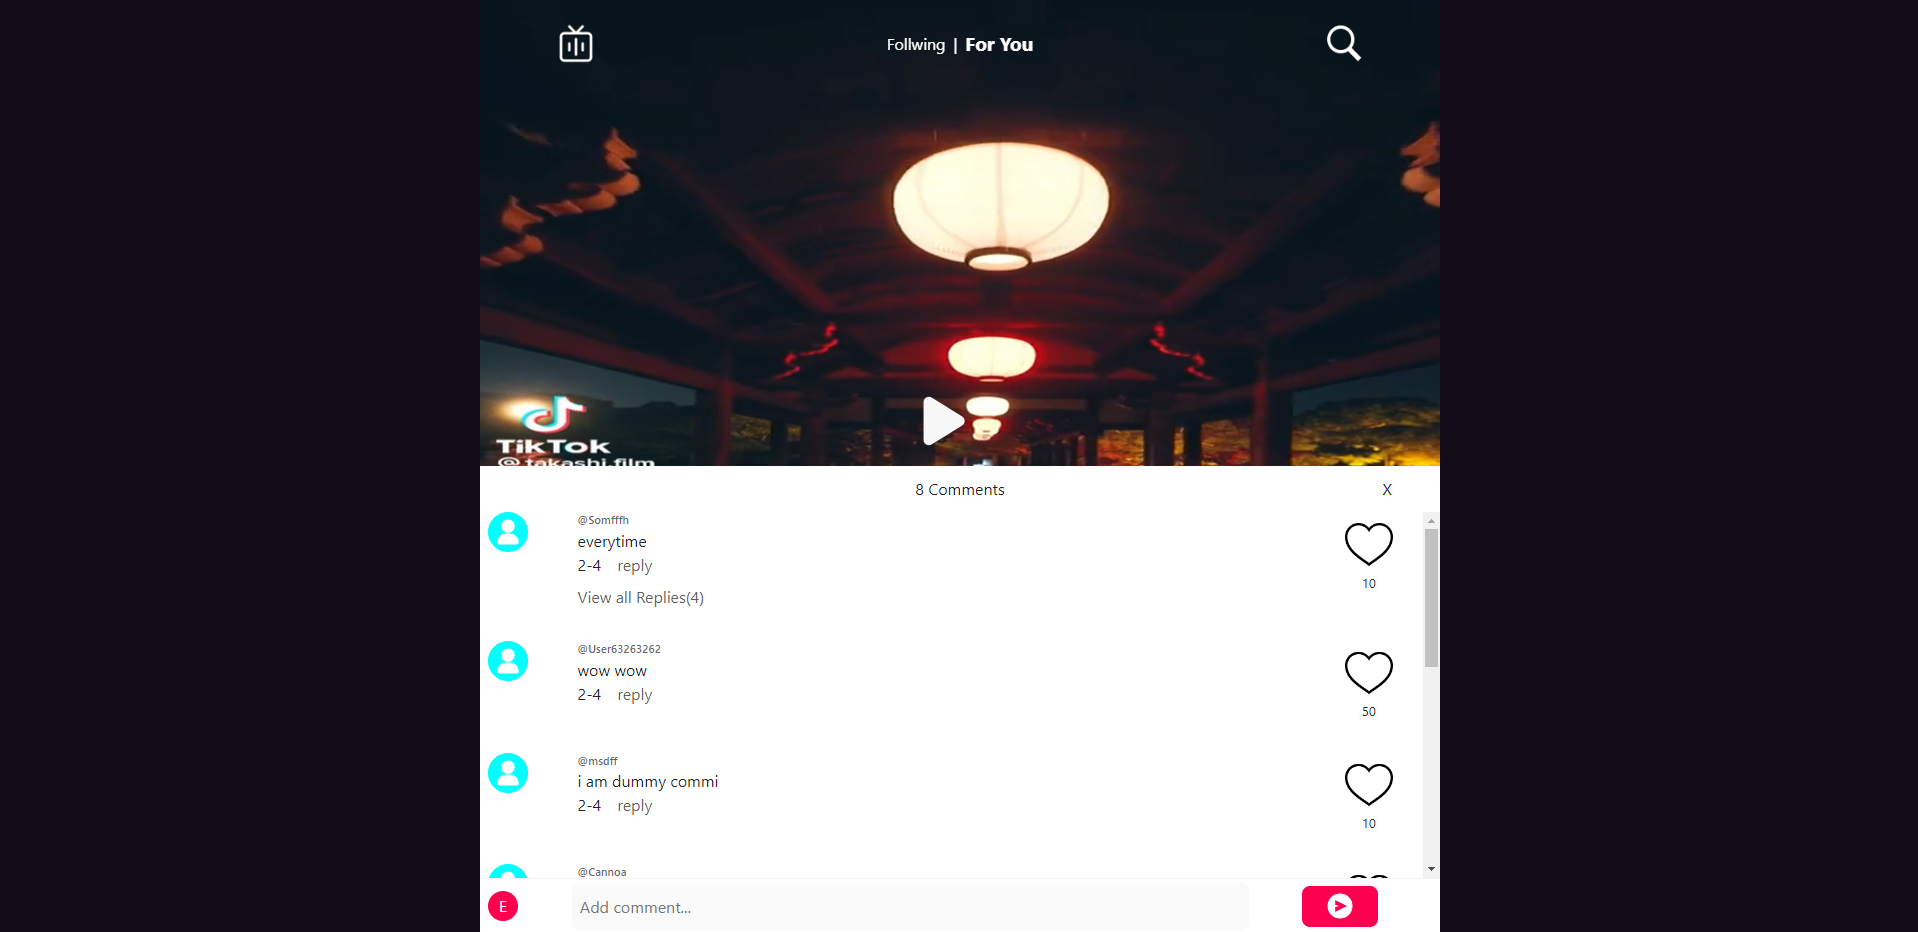 Follwing | For You
TikTok
@takashi.film
8 Comments X
@Somfffh
everytime
2-4 reply
10
View all Replies(4)
@User63263262
wow wow
2-4 reply
50
@msdff
i am dummy commi
2-4 reply
10
@Cannoa
E Add comment...